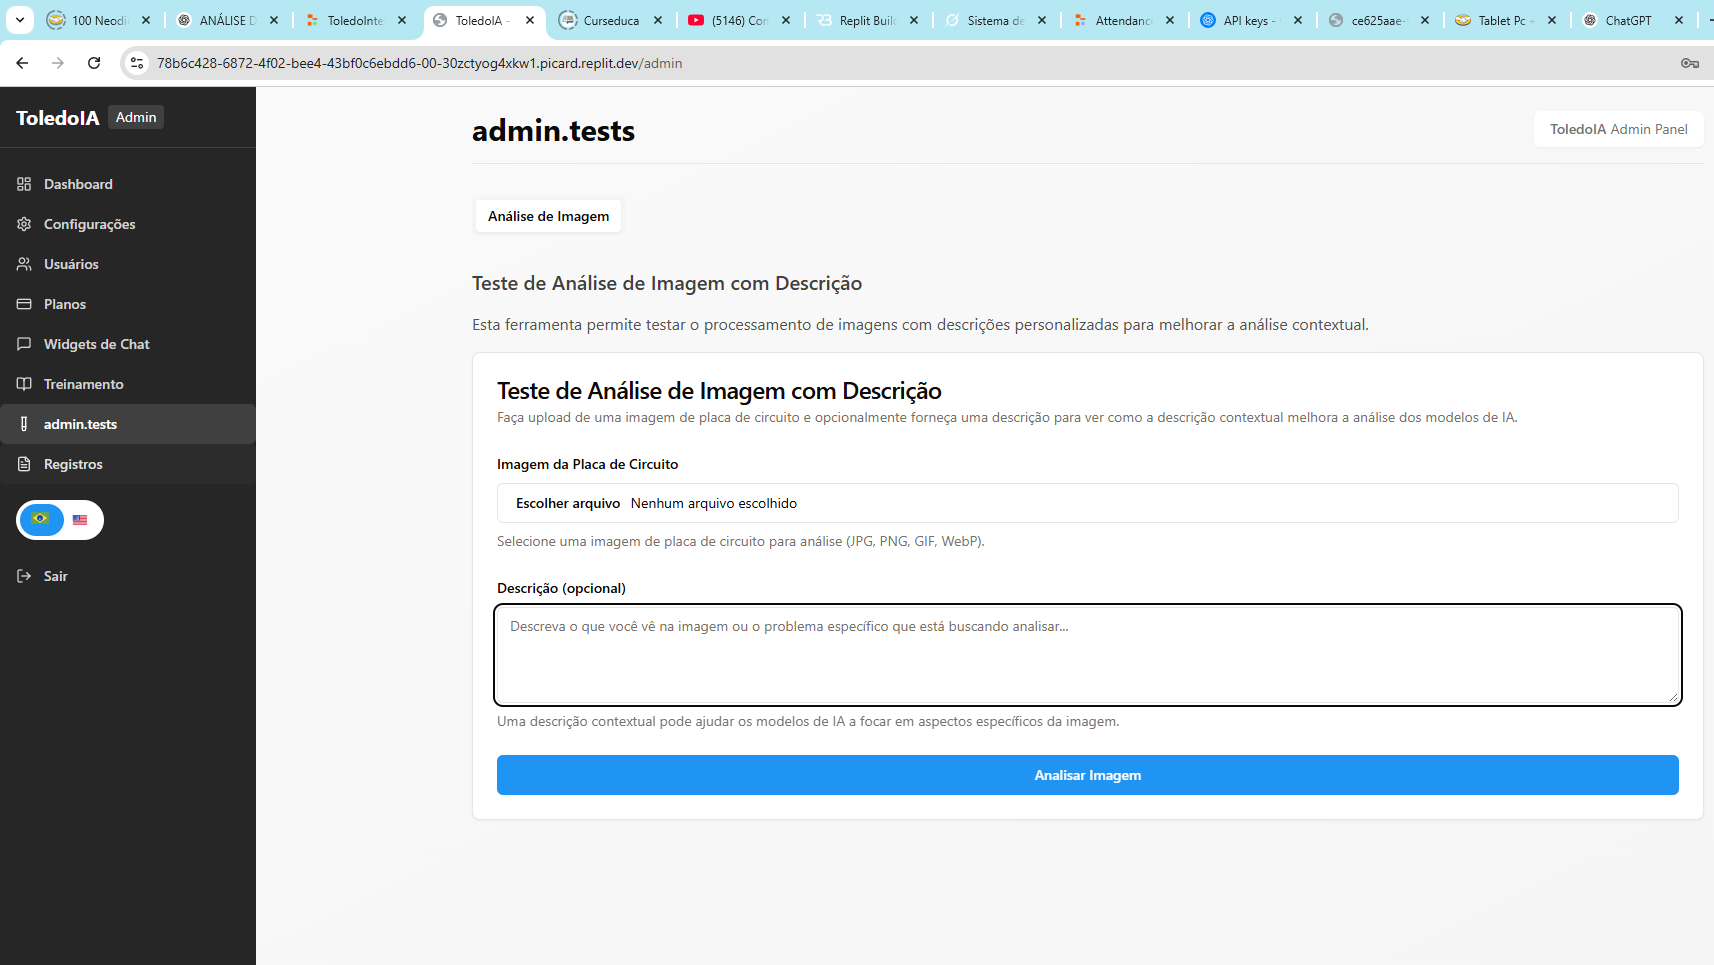 100 Neodi
ANÁLISE D
ToledoInte
ToledoIA -
Curseduca
(5146) Con
Replit Buil
Sistema de
Attendanc
API keys -
ce625aae-
Tablet Pc +
ChatGPT
78b6c428-6872-4f02-bee4-43bf0c6ebdd6-00-30zctyog4xkw1.picard.replit.dev/admin
ToledoIA Admin
Dashboard
Configurações
Usuários
Planos
Widgets de Chat
Treinamento
admin.tests
Registros
Sair
admin.tests
ToledoIA Admin Panel
Análise de Imagem
Teste de Análise de Imagem com Descrição
Esta ferramenta permite testar o processamento de imagens com descrições personalizadas para melhorar a análise contextual.
Teste de Análise de Imagem com Descrição
Faça upload de uma imagem de placa de circuito e opcionalmente forneça uma descrição para ver como a descrição contextual melhora a análise dos modelos de IA.
Imagem da Placa de Circuito
Escolher arquivo Nenhum arquivo escolhido
Selecione uma imagem de placa de circuito para análise (JPG, PNG, GIF, WebP).
Descrição (opcional)
Descreva o que você vê na imagem ou o problema específico que está buscando analisar...
Uma descrição contextual pode ajudar os modelos de IA a focar em aspectos específicos da imagem.
Analisar Imagem